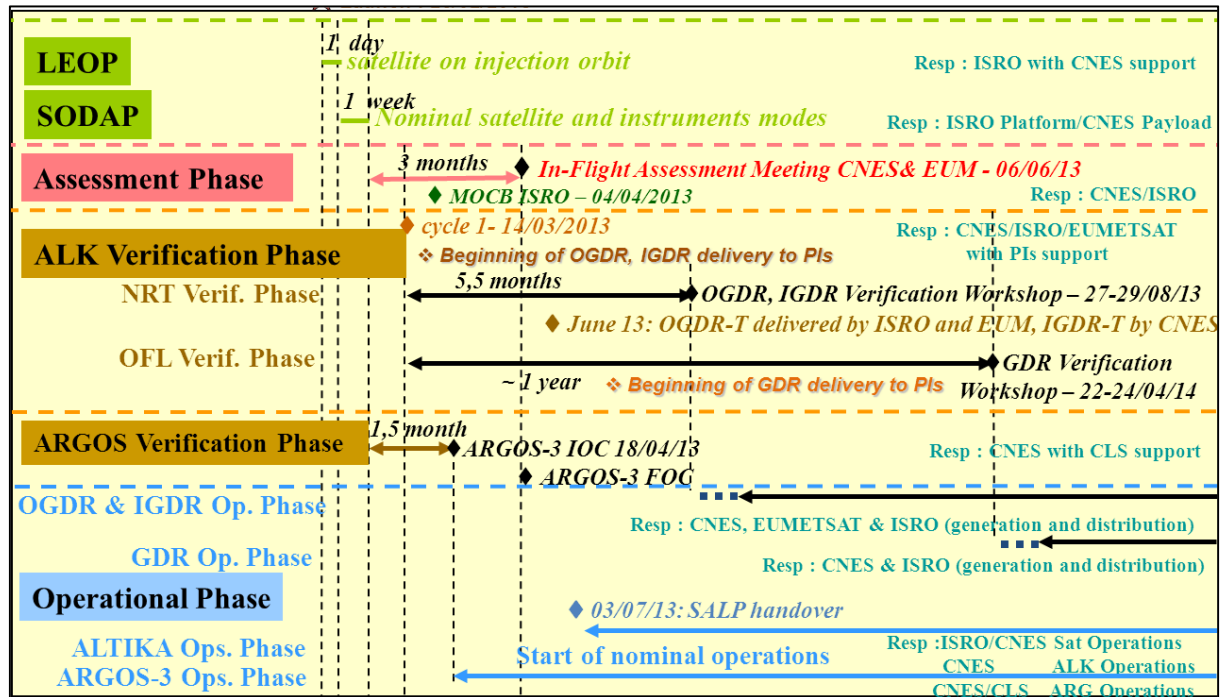 1 day
LEOP
satellite on injection orbit
Resp : ISRO with CNES support
1 week
SODAP
Nominal satellite and instruments modes
Resp : ISRO Platform/CNES Payload
3 months
Assessment Phase
In-Flight Assessment Meeting CNES& EUM - 06/06/13
MOCB ISRO – 04/04/2013
Resp : CNES/ISRO
cycle 1- 14/03/2013
Resp : CNES/ISRO/EUMETSAT
with PIs support
ALK Verification Phase
❖ Beginning of OGDR, IGDR delivery to PIs
5,5 months
NRT Verif. Phase
OGDR, IGDR Verification Workshop – 27-29/08/13
June 13: OGDR-T delivered by ISRO and EUM, IGDR-T by CNES
OFL Verif. Phase
GDR Verification
Workshop – 22-24/04/14
~ 1 year
❖ Beginning of GDR delivery to PIs
1,5 month
ARGOS Verification Phase
ARGOS-3 IOC 18/04/13
Resp : CNES with CLS support
ARGOS-3 FOC
OGDR & IGDR Op. Phase
Resp : CNES, EUMETSAT & ISRO (generation and distribution)
GDR Op. Phase
Resp : CNES & ISRO (generation and distribution)
Operational Phase
03/07/13: SALP handover
ALTIKA Ops. Phase
Start of nominal operations
Resp :ISRO/CNES Sat Operations
CNES ALK Operations
ARGOS-3 Ops. Phase
CNES/CLS ARG Operations